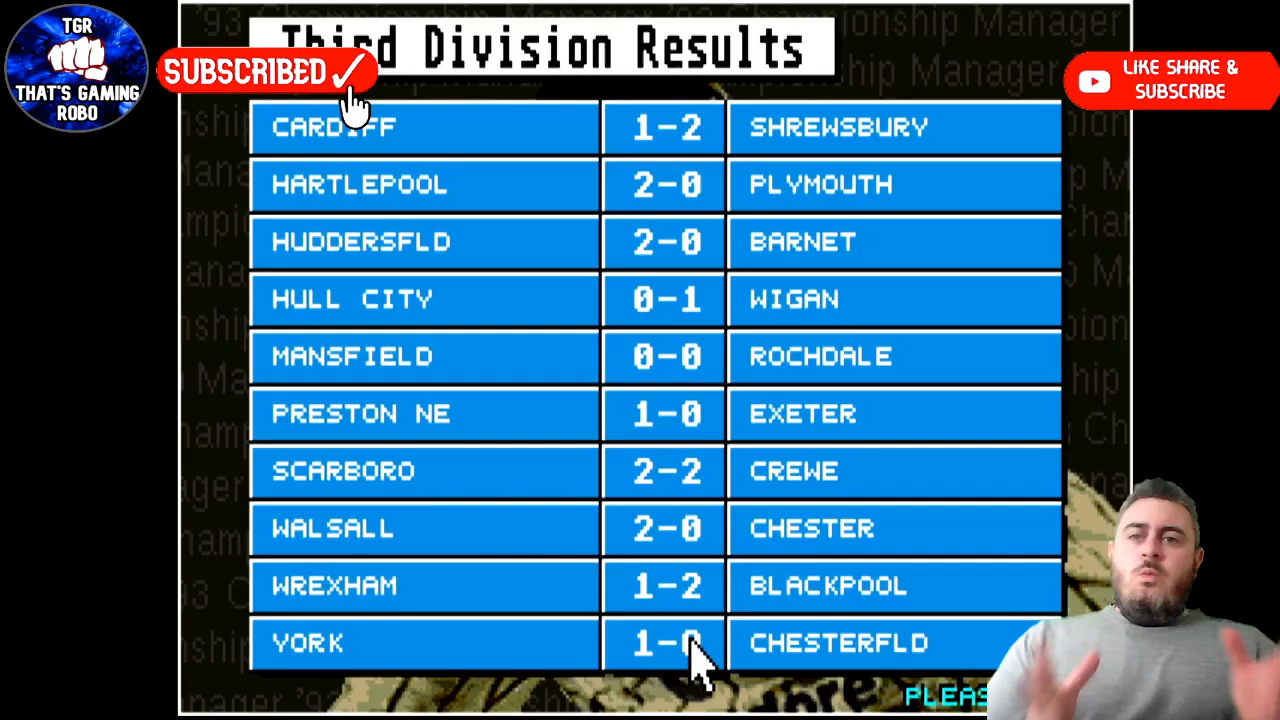 TGR
THAT'S GAMING
ROBO
SUBSCRIBED
Third Division Results
LIKE SHARE &
SUBSCRIBE
CARDIFF 1-2 SHREWSBURY
HARTLEPOOL 2-0 PLYMOUTH
HUDDERSFLD 2-0 BARNET
HULL CITY 0-1 WIGAN
MANSFIELD 0-0 ROCHDALE
PRESTON NE 1-0 EXETER
SCARBORO 2-2 CREWE
WALSALL 2-0 CHESTER
WREXHAM 1-2 BLACKPOOL
YORK 1-0 CHESTERFLD